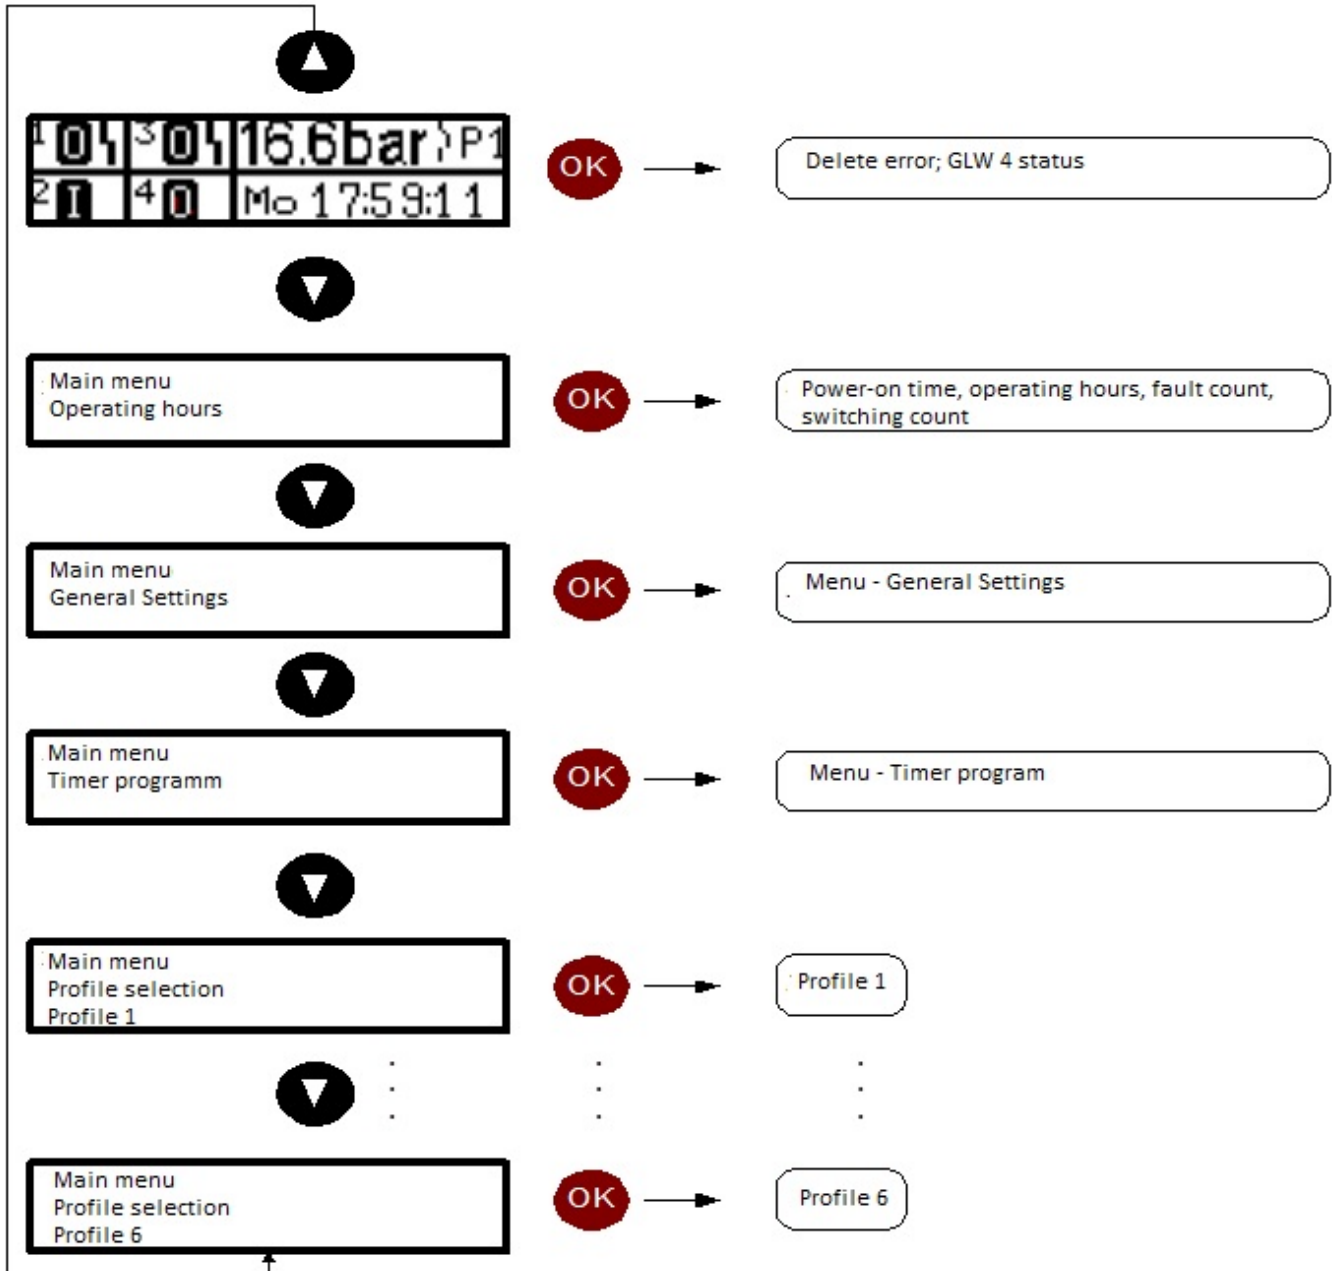 1 0 3 0 16.6bar P1
2 I 4 0 Mo 17:59:11
OK
Delete error; GLW 4 status
Main menu
Operating hours
OK
Power-on time, operating hours, fault count,
switching count
Main menu
General Settings
OK
Menu - General Settings
Main menu
Timer programm
OK
Menu - Timer program
Main menu
Profile selection
Profile 1
OK
Profile 1
Main menu
Profile selection
Profile 6
OK
Profile 6